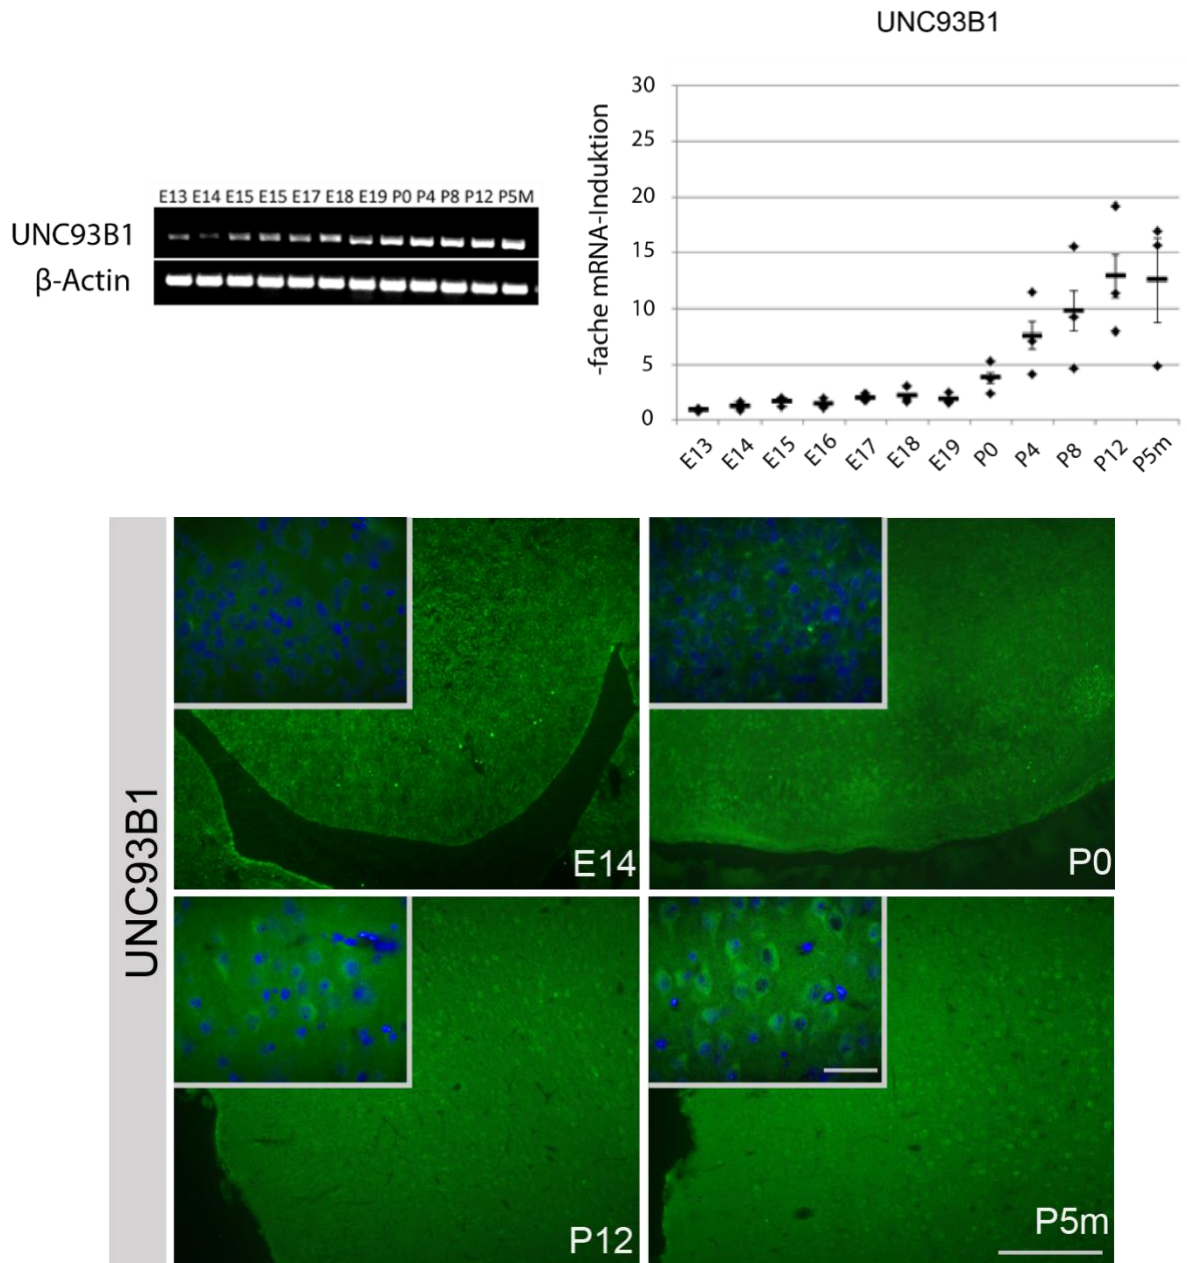 UNC93B1
E13 E14 E15 E15 E17 E18 E19 P0 P4 P8 P12 P5M
UNC93B1
β-Actin
-fache mRNA-Induktion
30
25
20
15
10
5
0
E13 E14 E15 E16 E17 E18 E19 P0 P4 P8 P12 P5m
UNC93B1
E14
P0
P12
P5m